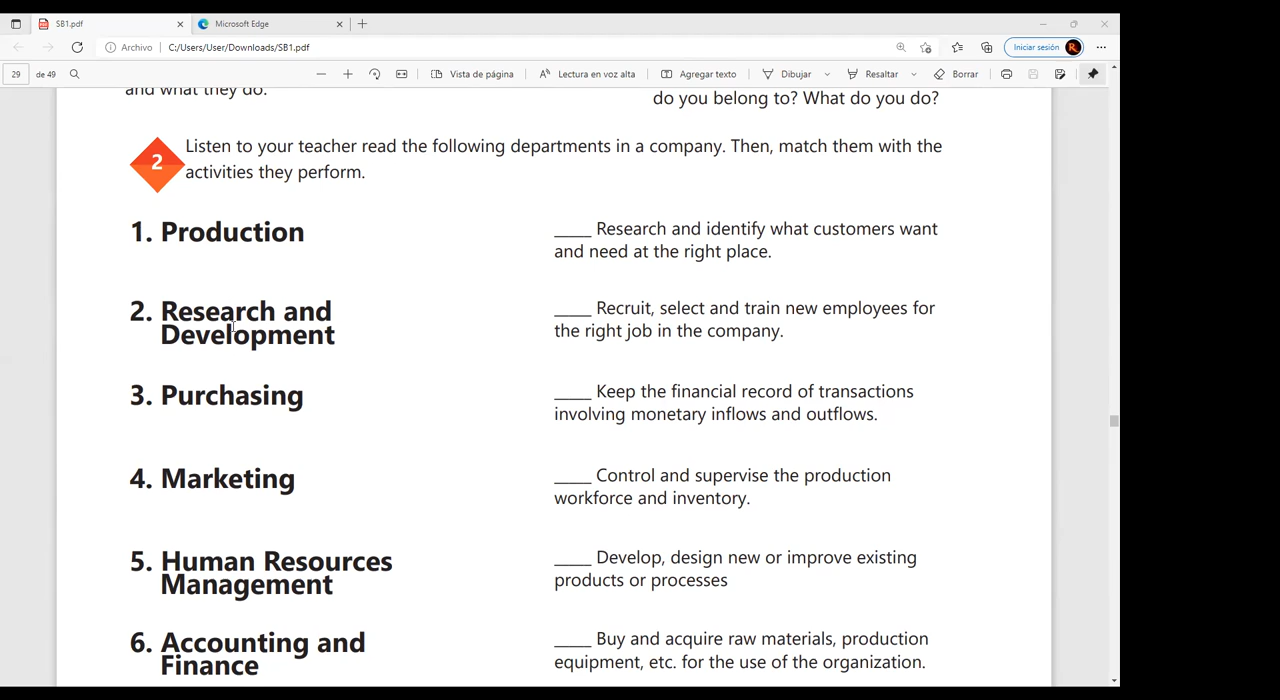 SB1.pdf
Microsoft Edge
Archivo
C:/Users/User/Downloads/SB1.pdf
Iniciar sesión
29 de 49
Vista de página
Lectura en voz alta
Agregar texto
Dibujar
Resaltar
Borrar
and what they do.
do you belong to? What do you do?
2
Listen to your teacher read the following departments in a company. Then, match them with the
activities they perform.
1. Production
_____ Research and identify what customers want
and need at the right place.
2. Research and
Development
_____ Recruit, select and train new employees for
the right job in the company.
3. Purchasing
_____ Keep the financial record of transactions
involving monetary inflows and outflows.
4. Marketing
_____ Control and supervise the production
workforce and inventory.
5. Human Resources
Management
_____ Develop, design new or improve existing
products or processes
6. Accounting and
Finance
_____ Buy and acquire raw materials, production
equipment, etc. for the use of the organization.